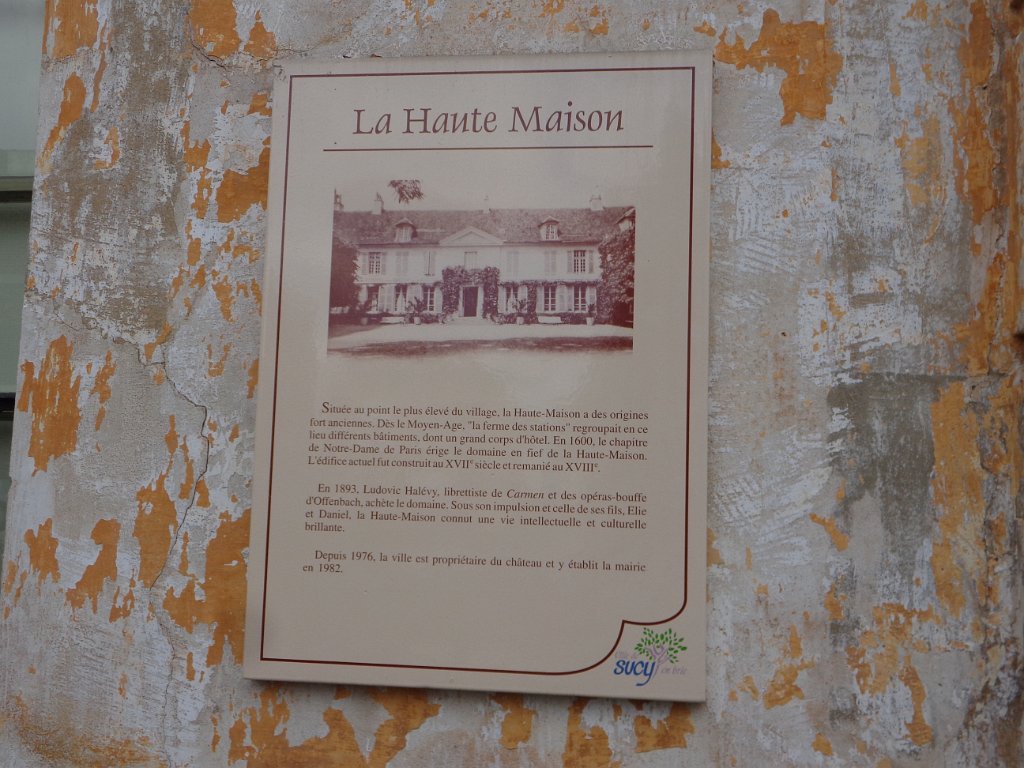 La Haute Maison
Située au point le plus élevé du village, la Haute-Maison a des origines
fort anciennes. Dès le Moyen-Age, "la ferme des stations" regroupait en ce
lieu différents bâtiments, dont un grand corps d'hôtel. En 1600, le chapitre
de Notre-Dame de Paris érige le domaine en fief de la Haute-Maison.
L'édifice actuel fut construit au XVIIe siècle et remanié au XVIIIe.
En 1893, Ludovic Halévy, librettiste de Carmen et des opéras-bouffe
d'Offenbach, achète le domaine. Sous son impulsion et celle de ses fils, Elie
et Daniel, la Haute-Maison connut une vie intellectuelle et culturelle
brillante.
Depuis 1976, la ville est propriétaire du château et y établit la mairie
en 1982.
SUCY
en brie